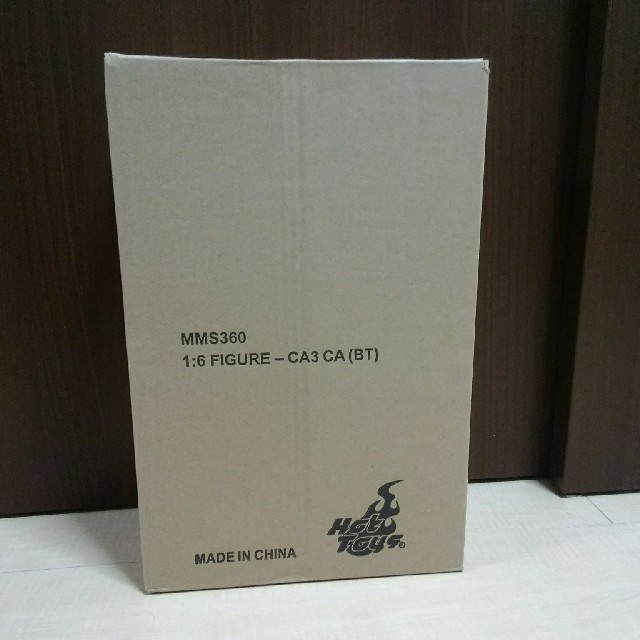 MMS360
1:6 FIGURE – CA3 CA (BT)
Hot
Toys®
MADE IN CHINA